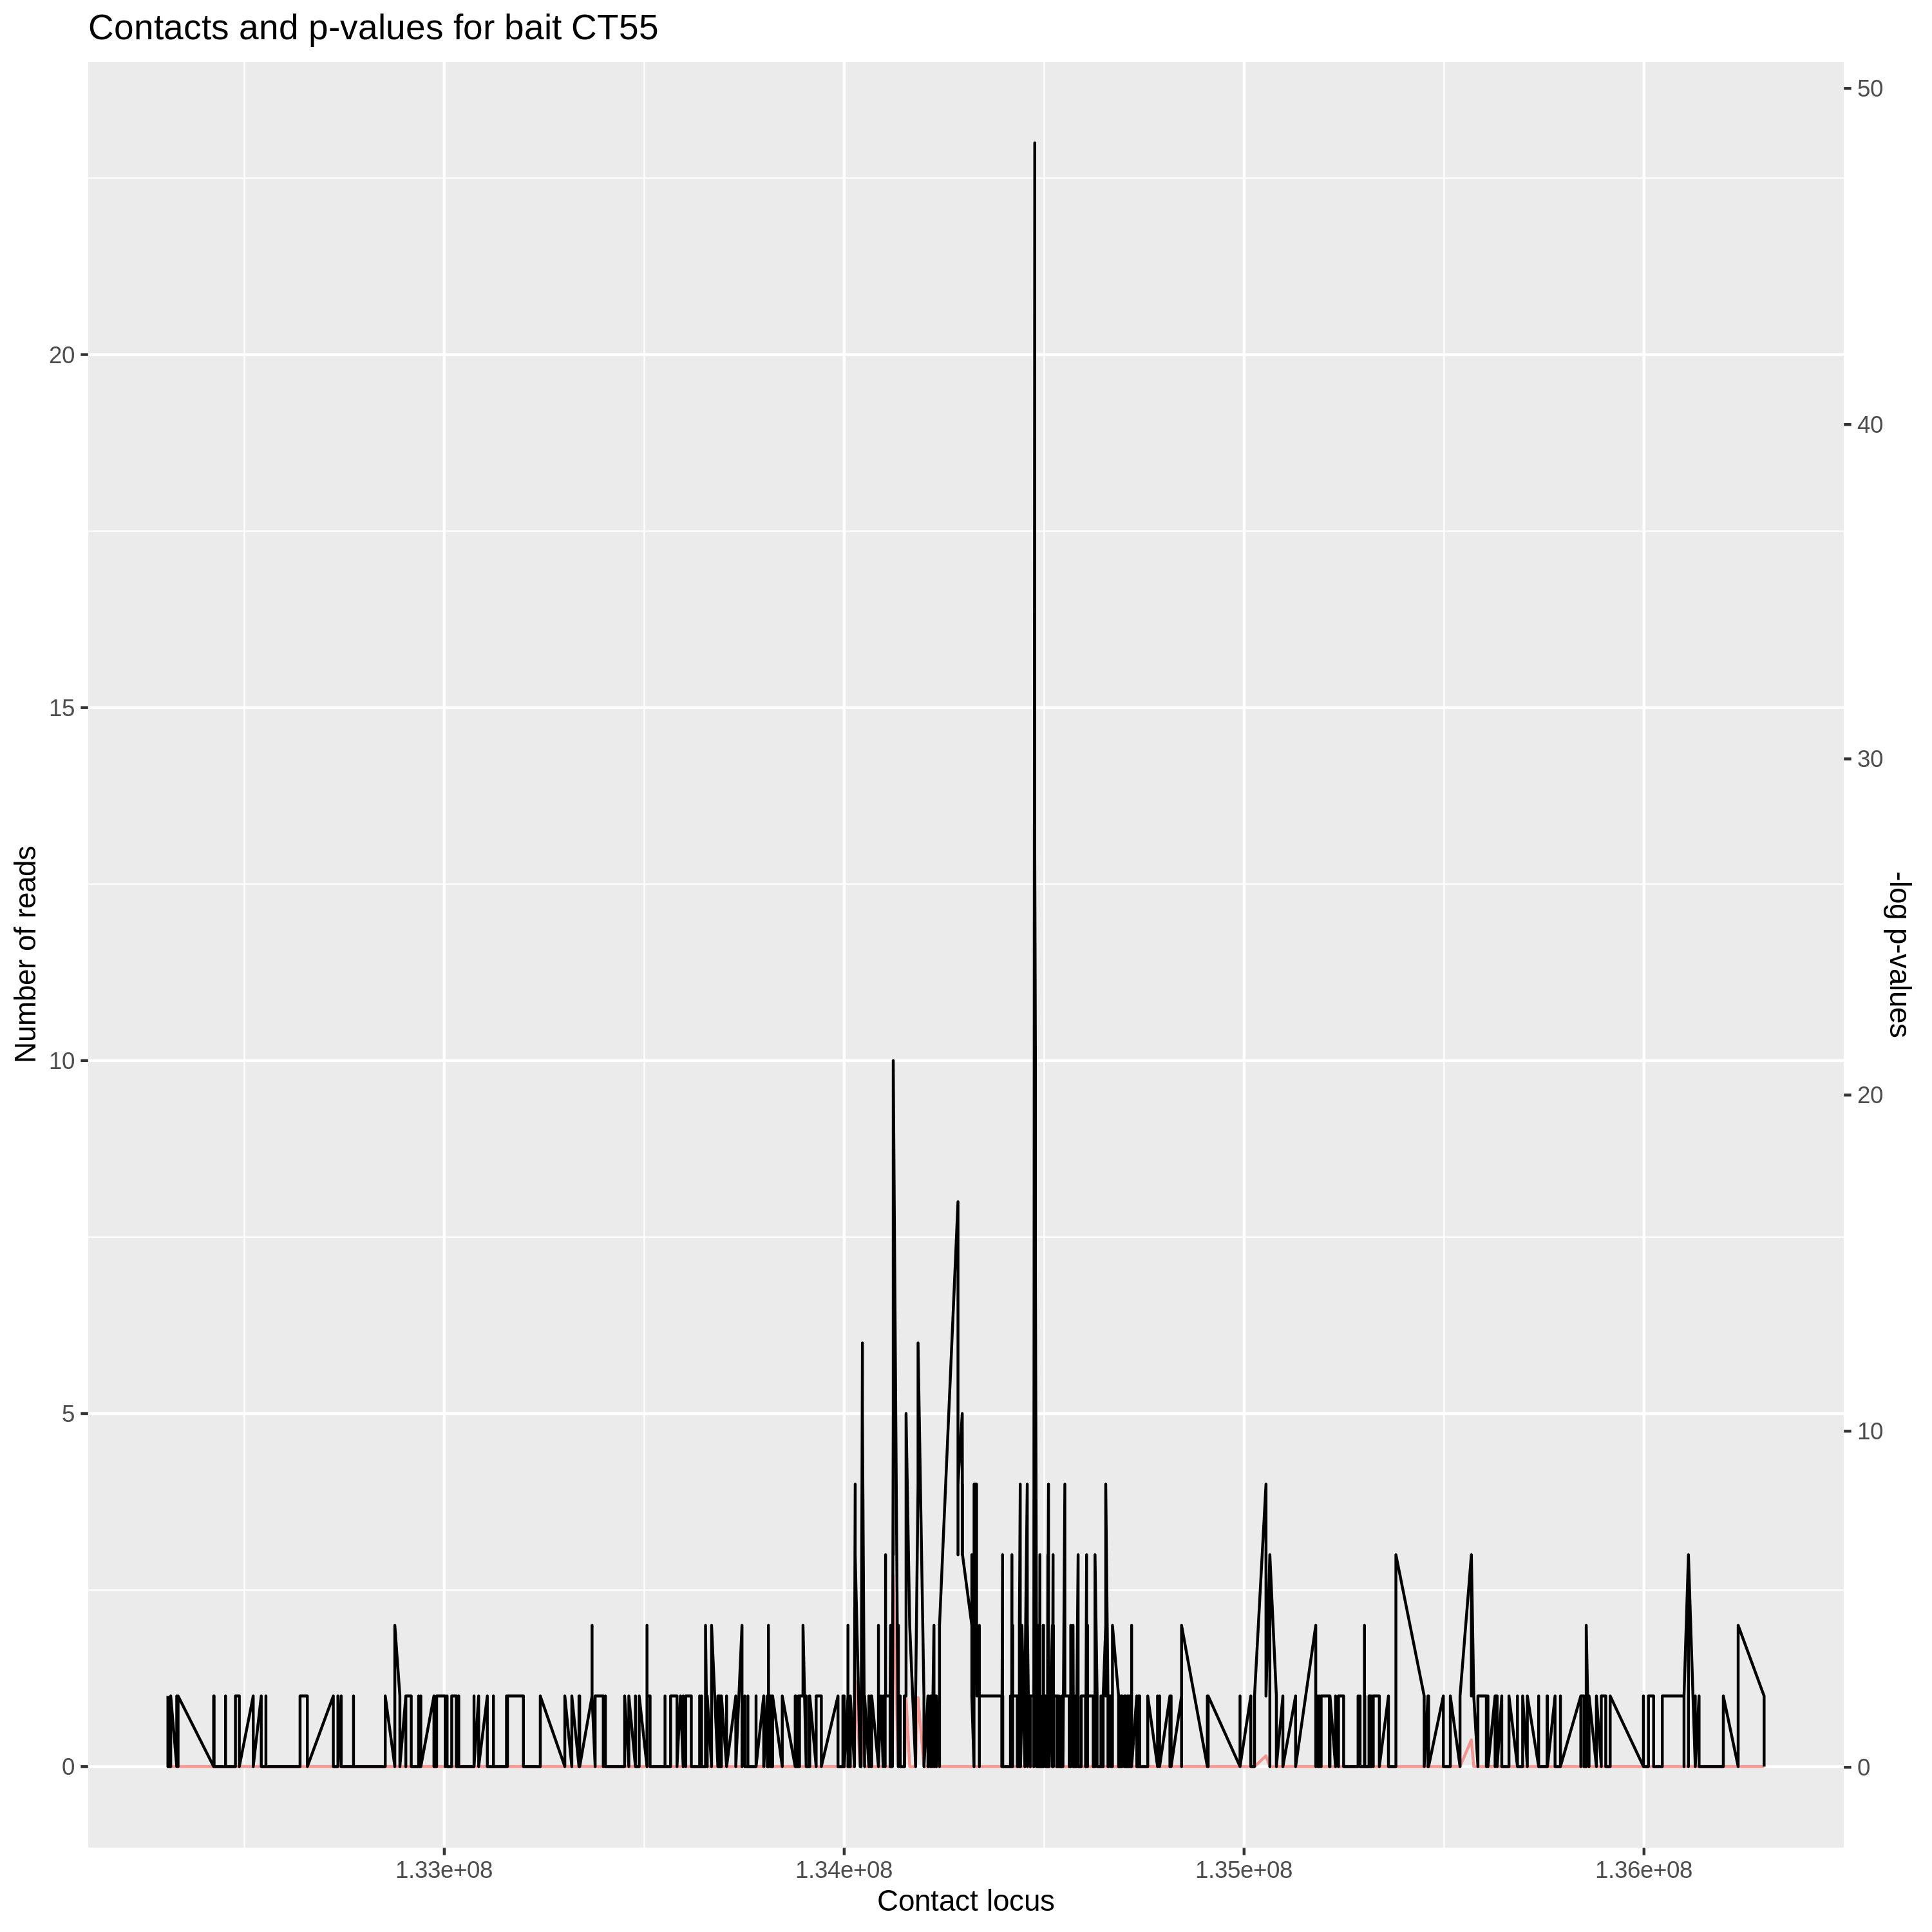 Contacts and p-values for bait CT55
50
40
30
20
10
0
20
15
10
5
0
Number of reads
-log p-values
1.33e+08 1.34e+08 1.35e+08 1.36e+08
Contact locus